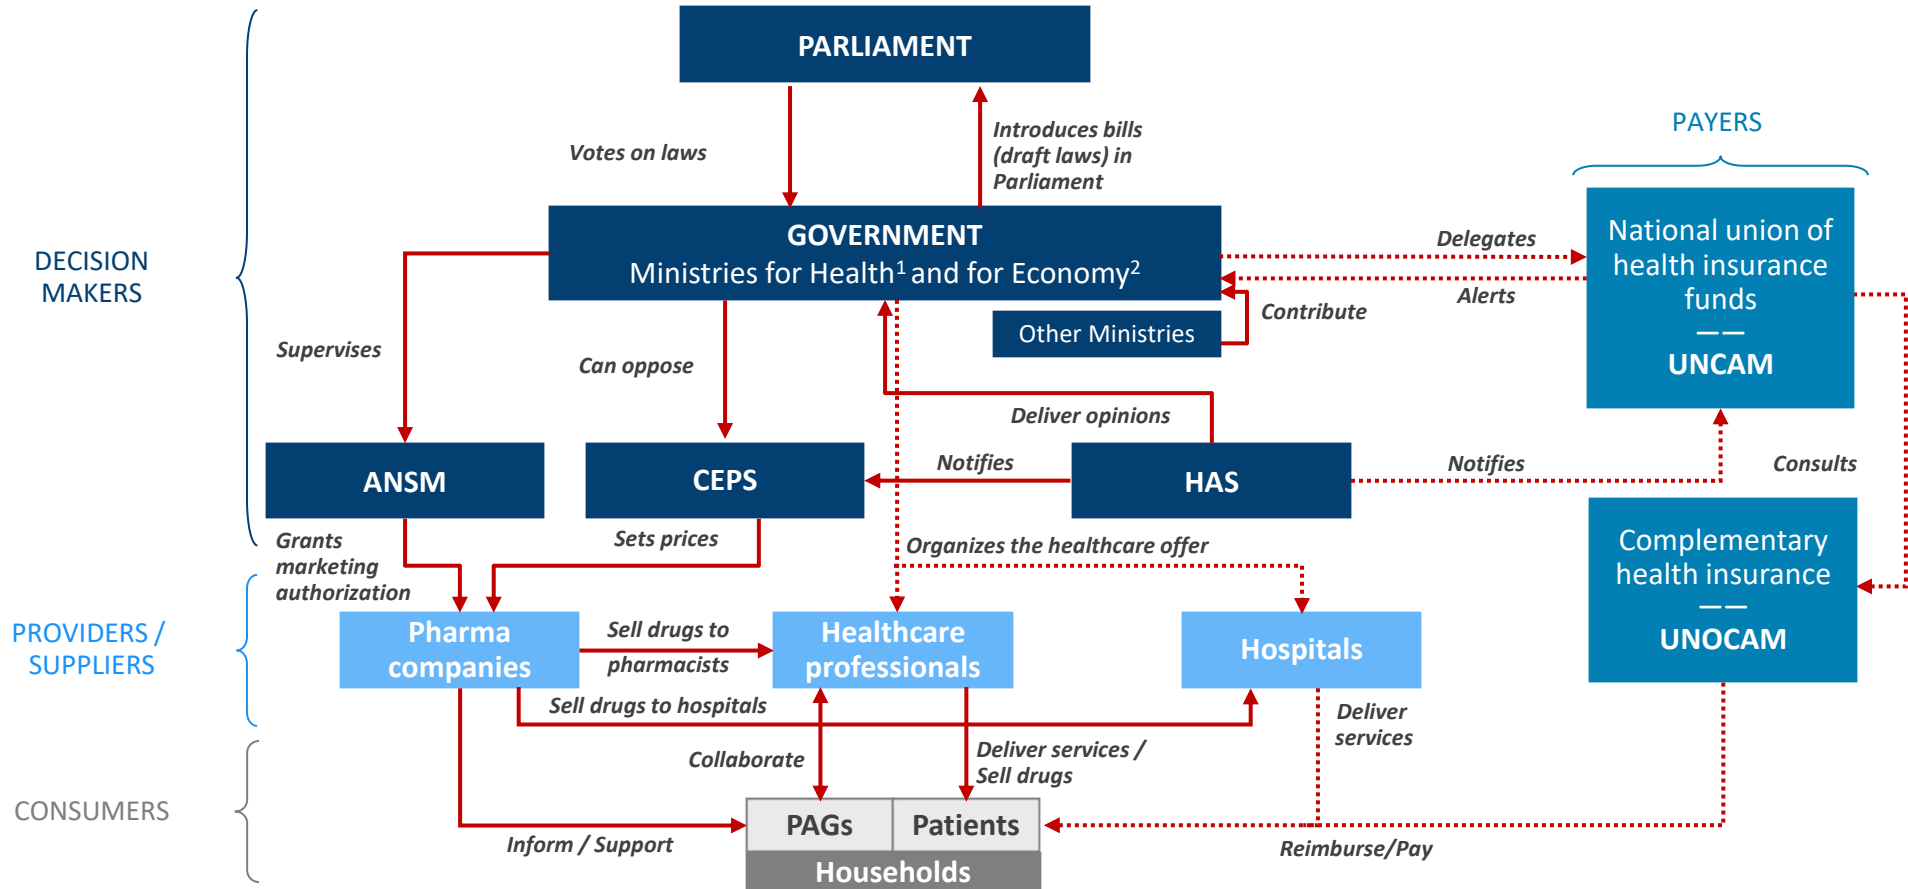 PARLIAMENT
Votes on laws
Introduces bills
(draft laws) in
Parliament
PAYERS
DECISION
MAKERS
GOVERNMENT
Ministries for Health¹ and for Economy²
Delegates
Alerts
National union of
health insurance
funds
——
UNCAM
Contribute
Other Ministries
Supervises
Can oppose
Deliver opinions
ANSM
CEPS
Notifies
HAS
Notifies
Consults
Grants
marketing
authorization
Sets prices
Organizes the healthcare offer
Complementary
health insurance
——
UNOCAM
PROVIDERS /
SUPPLIERS
Pharma
companies
Sell drugs to
pharmacists
Healthcare
professionals
Hospitals
Sell drugs to hospitals
Deliver
services
Collaborate
Deliver services /
Sell drugs
CONSUMERS
Inform / Support
PAGs
Patients
Households
Reimburse/Pay